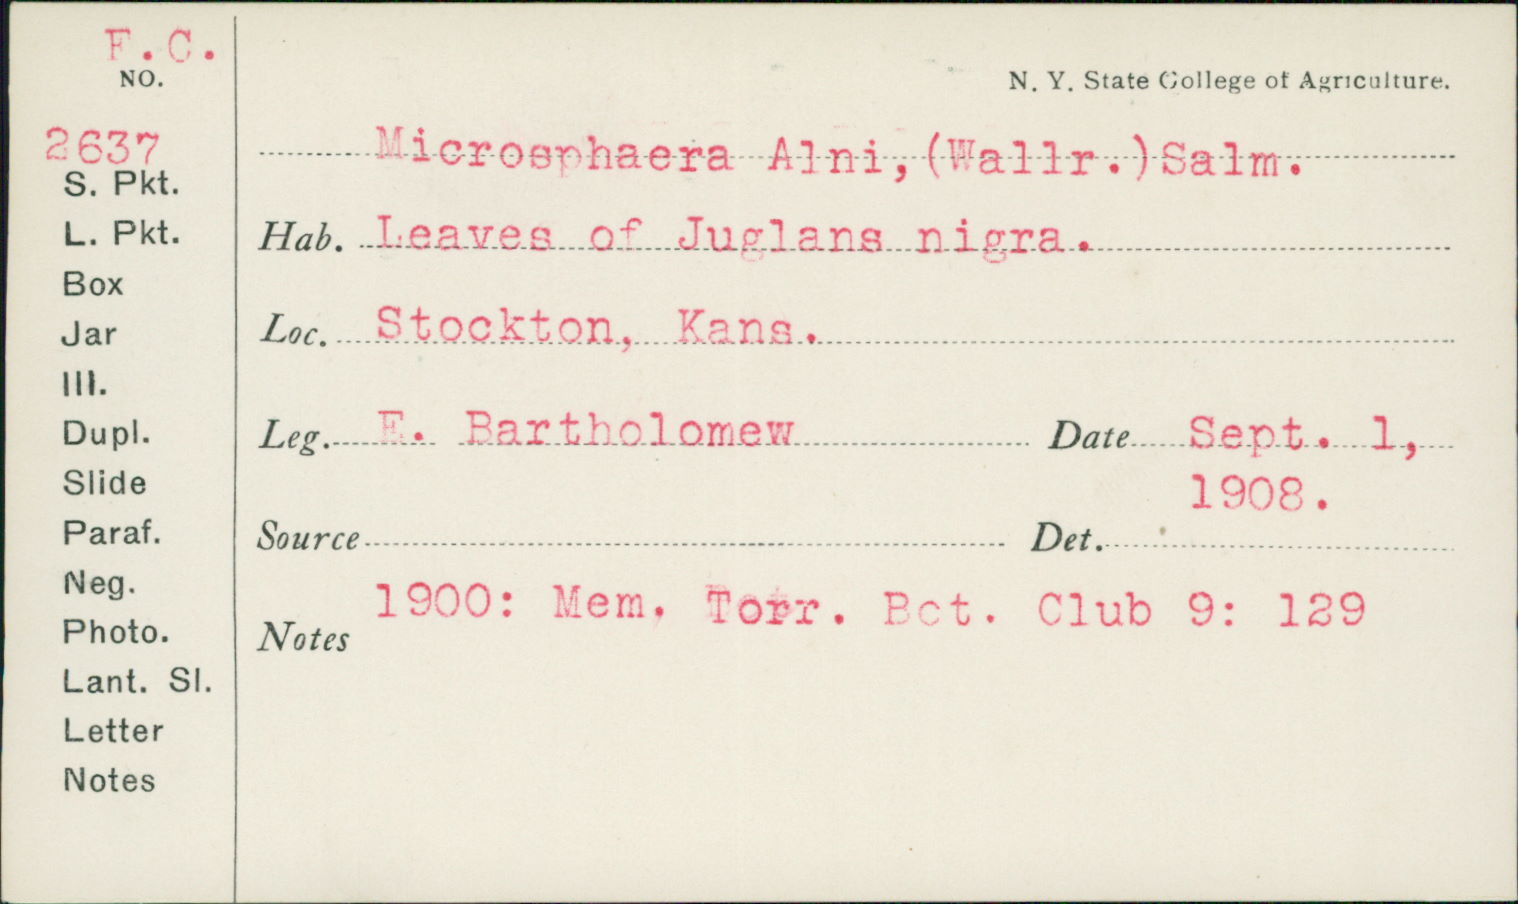 F.C.
NO.
N. Y. State College of Agriculture.
2637
Microsphaera Alni,(Wallr.)Salm.
S. Pkt.
L. Pkt.
Hab. Leaves of Juglans nigra.
Box
Jar
Loc. Stockton, Kans.
Ill.
Dupl.
Leg. E. Bartholomew Date Sept. 1,
Slide
1908.
Paraf.
Source Det.
Neg.
1900: Mem. Torr. Bot. Club 9: 129
Photo.
Notes
Lant. Sl.
Letter
Notes